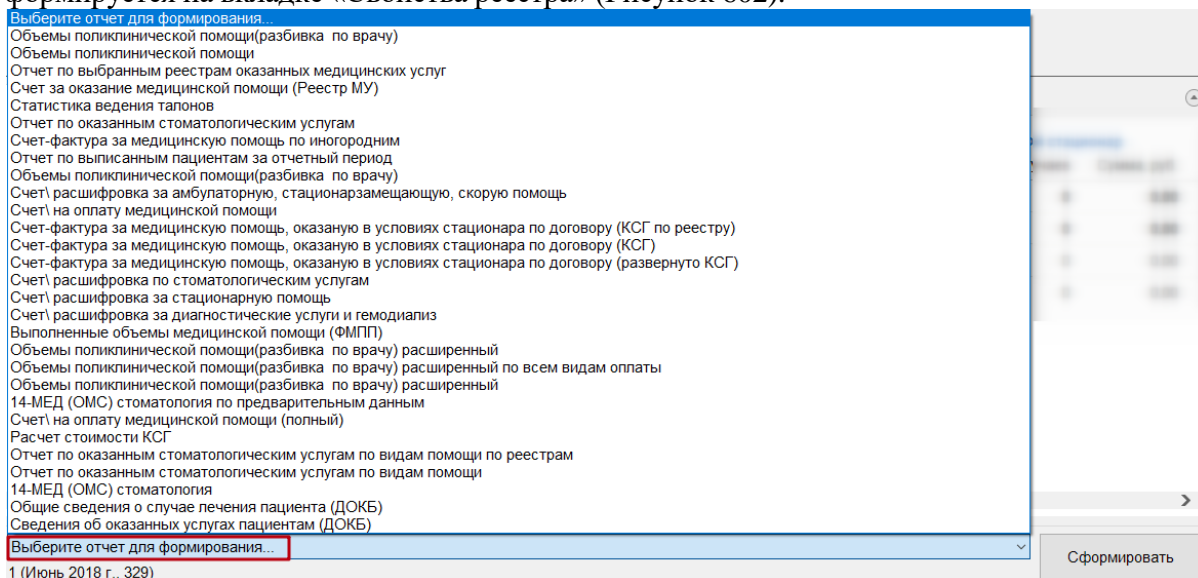 формируется на вкладке «Свойства реестра» (Рисунок 662).
Выберите отчет для формирования...
Объемы поликлинической помощи(разбивка по врачу)
Объемы поликлинической помощи
Отчет по выбранным реестрам оказанных медицинских услуг
Счет за оказание медицинской помощи (Реестр МУ)
Статистика ведения талонов
Отчет по оказанным стоматологическим услугам
Счет-фактура за медицинскую помощь по иногородним
Отчет по выписанным пациентам за отчетный период
Объемы поликлинической помощи(разбивка по врачу)
Счет\ расшифровка за амбулаторную, стационарзамещающую, скорую помощь
Счет\ на оплату медицинской помощи
Счет-фактура за медицинскую помощь, оказаную в условиях стационара по договору (КСГ по реестру)
Счет-фактура за медицинскую помощь, оказаную в условиях стационара по договору (КСГ)
Счет-фактура за медицинскую помощь, оказаную в условиях стационара по договору (развернуто КСГ)
Счет\ расшифровка по стоматологическим услугам
Счет\ расшифровка за стационарную помощь
Счет\ расшифровка за диагностические услуги и гемодиализ
Выполненные объемы медицинской помощи (ФМПП)
Объемы поликлинической помощи(разбивка по врачу) расширенный
Объемы поликлинической помощи(разбивка по врачу) расширенный по всем видам оплаты
Объемы поликлинической помощи(разбивка по врачу) расширенный
14-МЕД (ОМС) стоматология по предварительным данным
Счет\ на оплату медицинской помощи (полный)
Расчет стоимости КСГ
Отчет по оказанным стоматологическим услугам по видам помощи по реестрам
Отчет по оказанным стоматологическим услугам по видам помощи
14-МЕД (ОМС) стоматология
Общие сведения о случае лечения пациента (ДОКБ)
Сведения об оказанных услугах пациентам (ДОКБ)
Выберите отчет для формирования...
Сформировать
1 (Июнь 2018 г., 329)